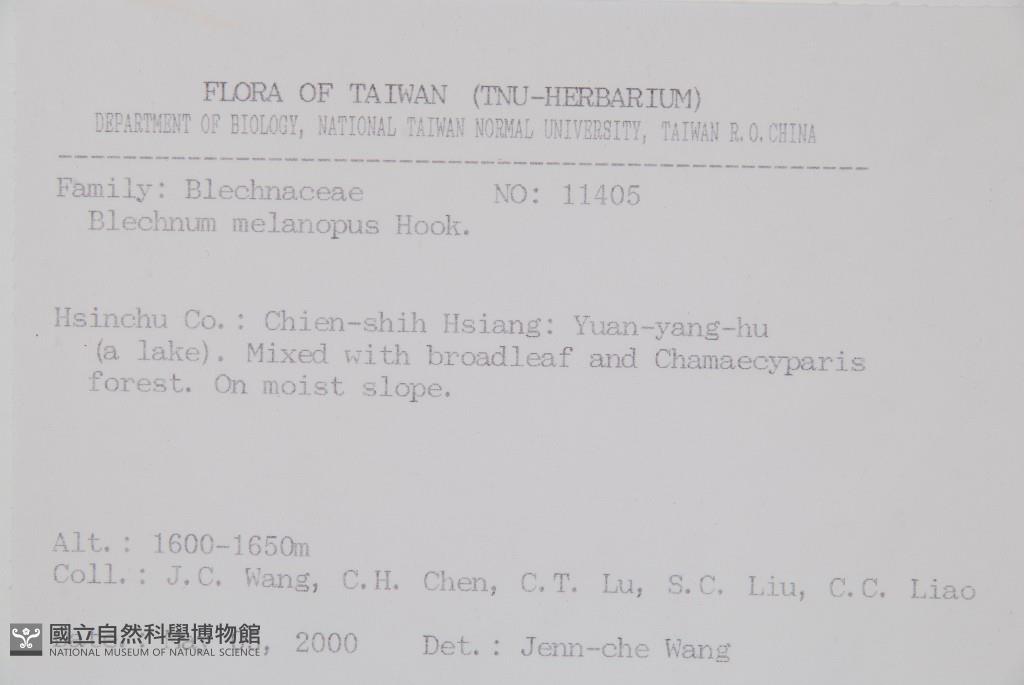 FLORA OF TAIWAN (TNU-HERBARIUM)
DEPARTMENT OF BIOLOGY, NATIONAL TAIWAN NORMAL UNIVERSITY, TAIWAN R.O.CHINA
Family: Blechnaceae NO: 11405
Blechnum melanopus Hook.
Hsinchu Co.: Chien-shih Hsiang: Yuan-yang-hu
(a lake). Mixed with broadleaf and Chamaecyparis
forest. On moist slope.
Alt.: 1600-1650m
Coll.: J.C. Wang, C.H. Chen, C.T. Lu, S.C. Liu, C.C. Liao
, 2000 Det.: Jenn-che Wang
國立自然科學博物館
NATIONAL MUSEUM OF NATURAL SCIENCE